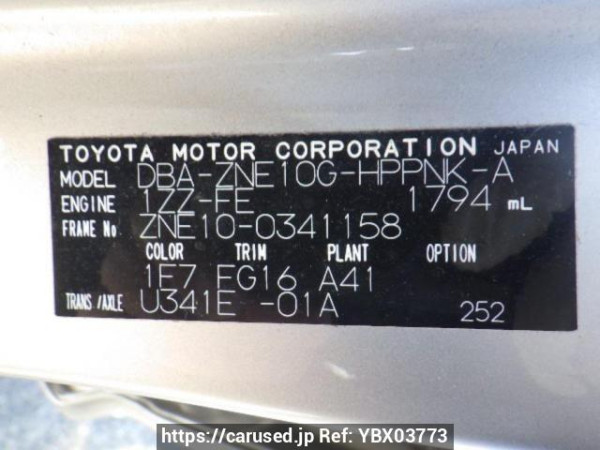 TOYOTA MOTOR CORPORATION JAPAN
MODEL DBA-ZNE10G-HPPNK-A
ENGINE 1ZZ-FE 1794 mL
FRAME No. ZNE10-0341158
COLOR TRIM PLANT OPTION
1F7 EG16 A41
TRANS/AXLE U341E -01A 252
https://carused.jp Ref: YBX03773